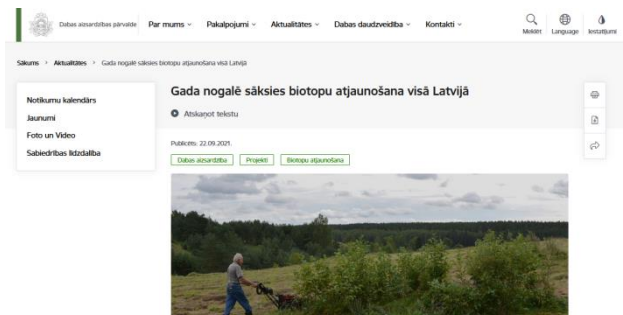 Dabas aizsardzības pārvalde
Par mums
Pakalpojumi
Aktualitātes
Dabas daudzveidība
Kontakti
Meklēt
Language
Iestatījumi
Sākums > Aktualitātes > Gada nogalē sāksies biotopu atjaunošana visā Latvijā
Notikumu kalendārs
Jaunumi
Foto un Video
Sabiedrības līdzdalība
Gada nogalē sāksies biotopu atjaunošana visā Latvijā
Atskaņot tekstu
Publicēts: 22.09.2021.
Dabas aizsardzība
Projekti
Biotopu atjaunošana